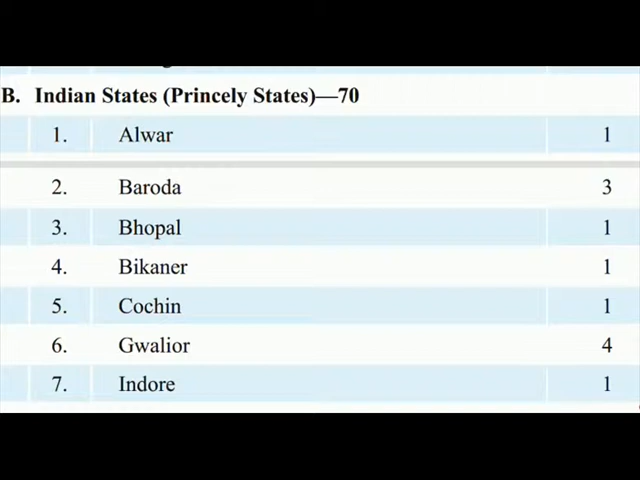 B. Indian States (Princely States)—70
1. Alwar 1
2. Baroda 3
3. Bhopal 1
4. Bikaner 1
5. Cochin 1
6. Gwalior 4
7. Indore 1